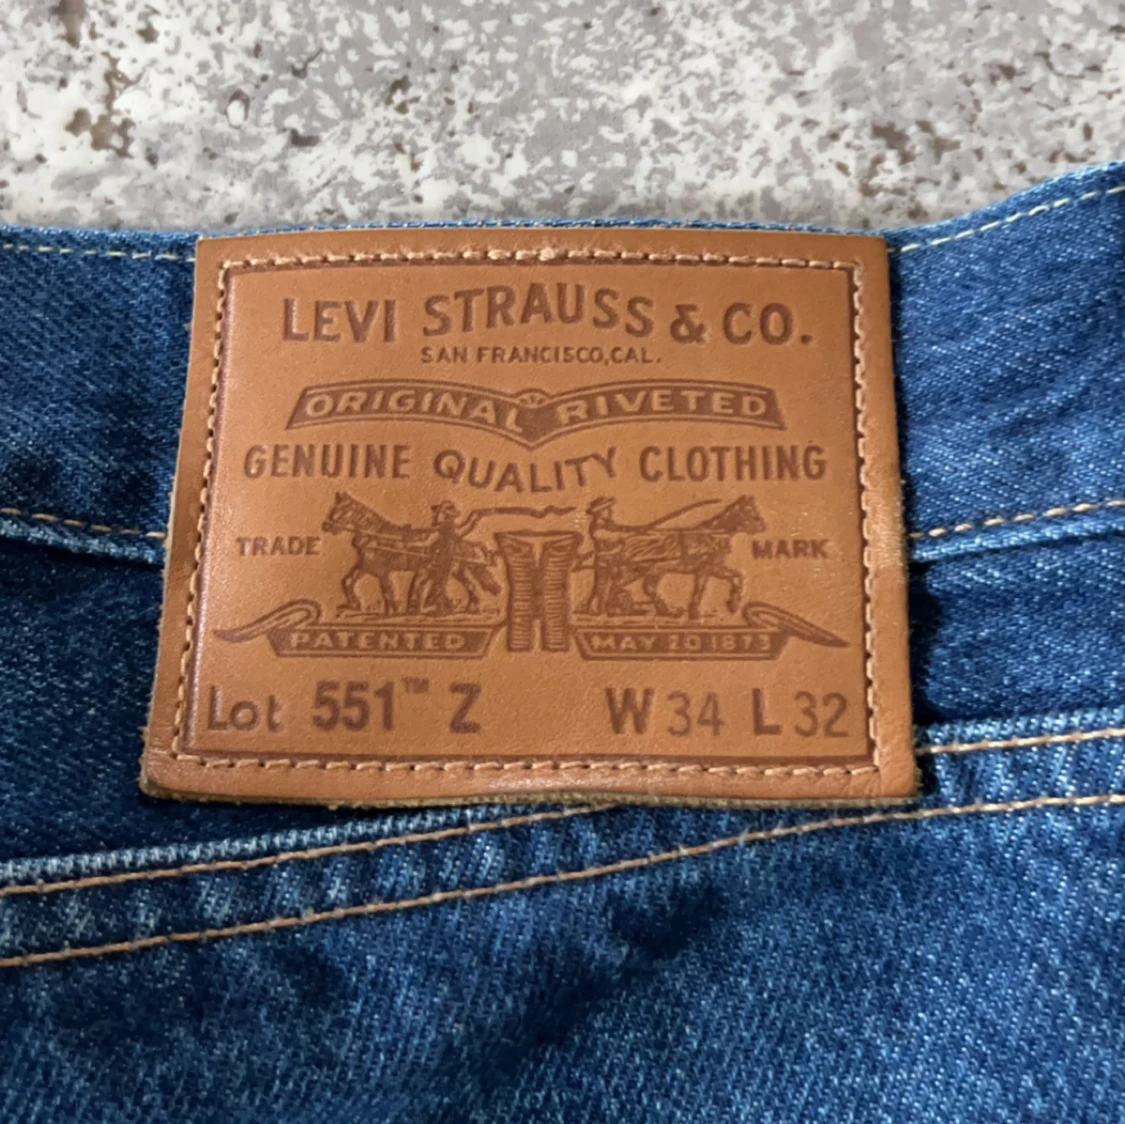 LEVI STRAUSS & CO.
SAN FRANCISCO, CAL.
ORIGINAL RIVETED
GENUINE QUALITY CLOTHING
TRADE MARK
PATENTED MAY 20 1873
Lot 551™ Z W 34 L 32